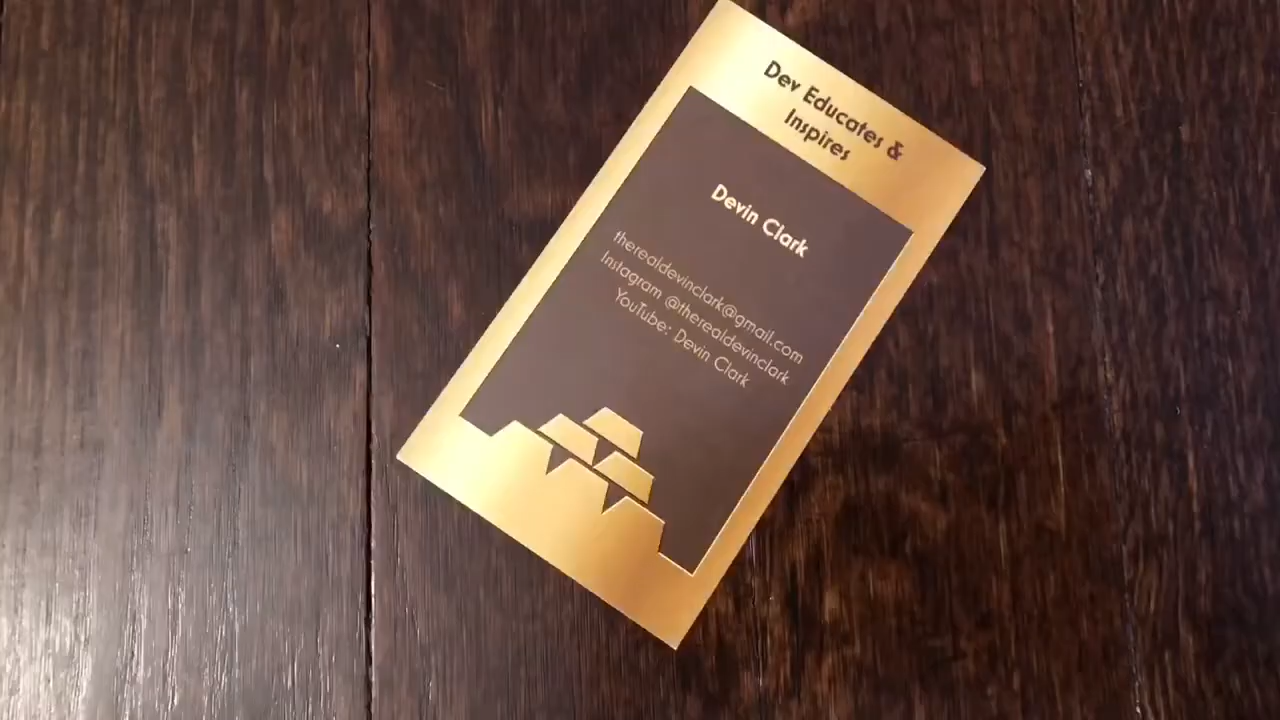 Dev Educates &
Inspires
Devin Clark
therealdevinclark@gmail.com
Instagram @therealdevinclark
YouTube: Devin Clark